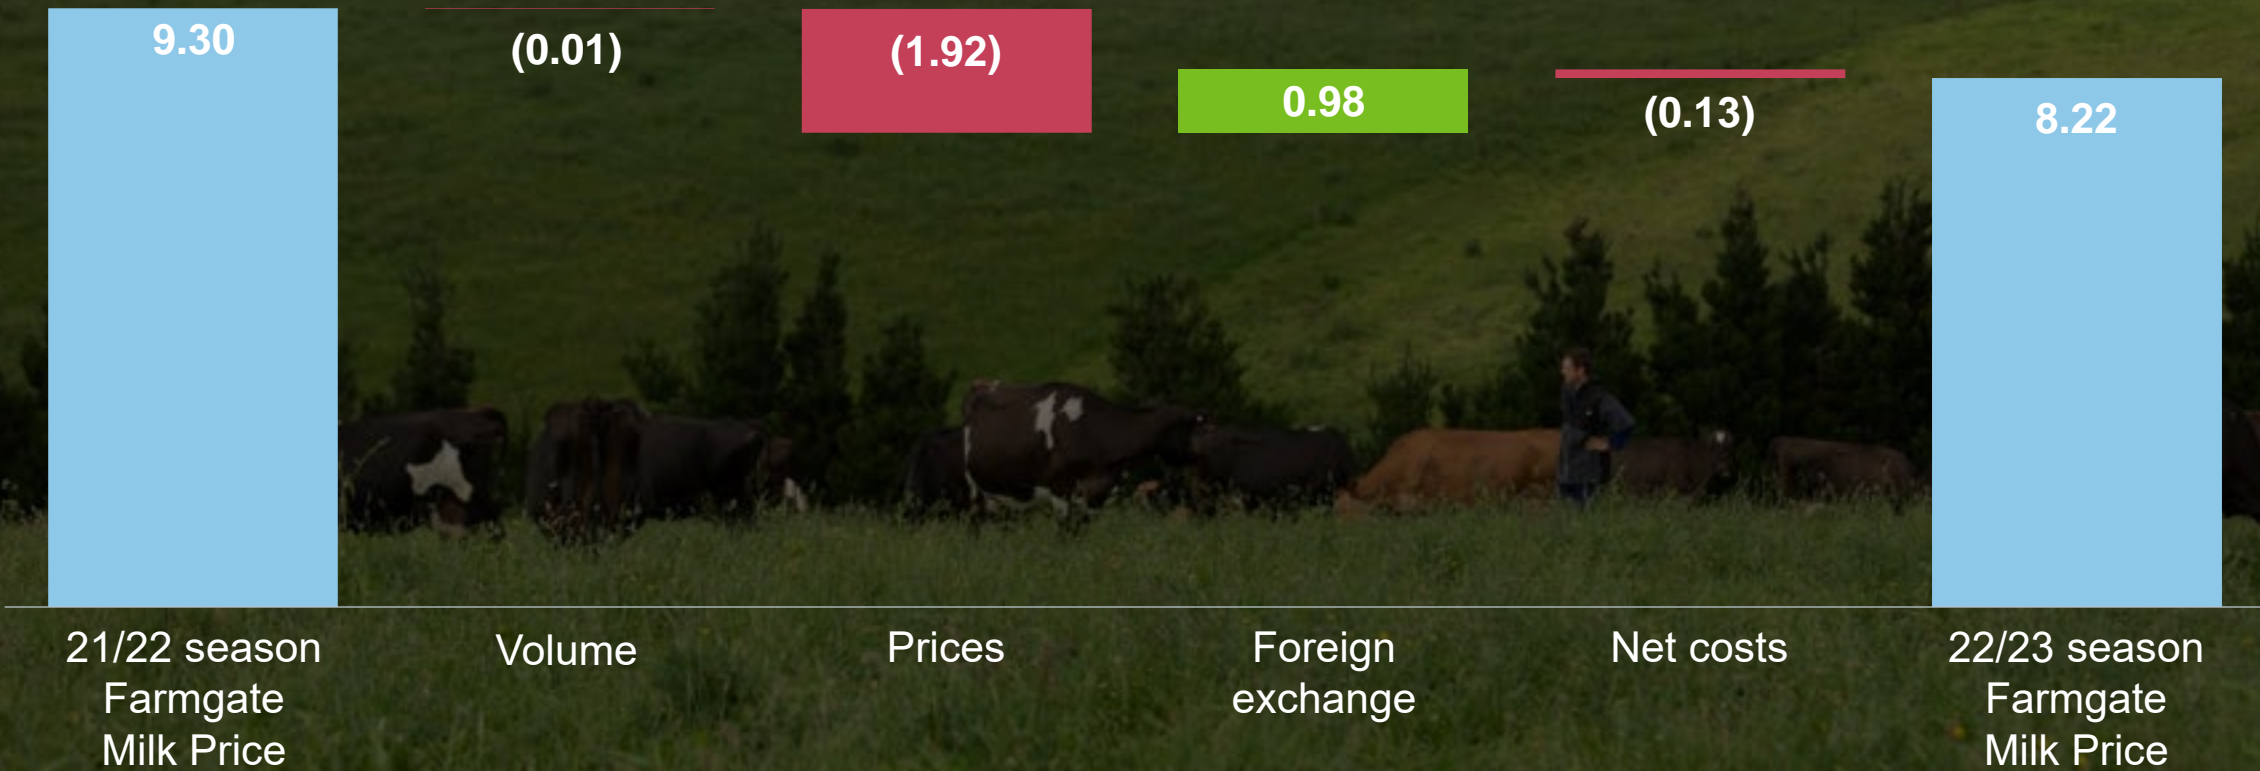 9.30
(0.01)
(1.92)
0.98
(0.13)
8.22
21/22 season
Farmgate
Milk Price
Volume
Prices
Foreign
exchange
Net costs
22/23 season
Farmgate
Milk Price